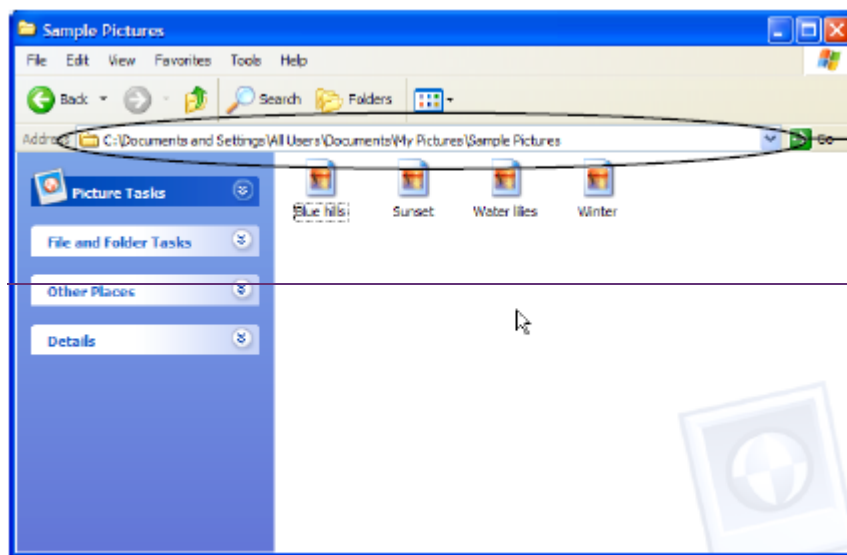 Sample Pictures
File Edit View Favorites Tools Help
Back Search Folders
Address C:\Documents and Settings\All Users\Documents\My Pictures\Sample Pictures Go
Picture Tasks
Blue hills Sunset Water lilies Winter
File and Folder Tasks
Other Places
Details